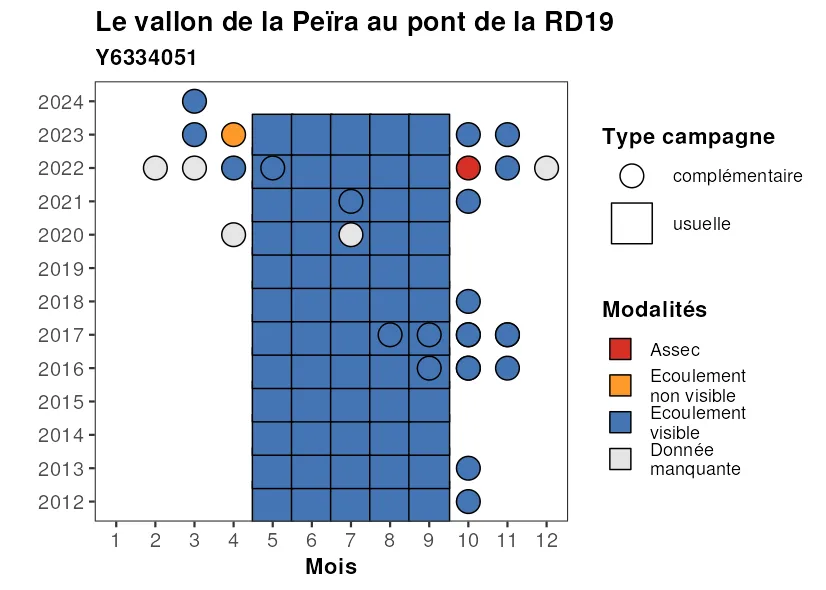 Le vallon de la Peïra au pont de la RD19
Y6334051
2024
2023
2022
2021
2020
2019
2018
2017
2016
2015
2014
2013
2012
1 2 3 4 5 6 7 8 9 10 11 12
Mois
Type campagne
complémentaire
usuelle
Modalités
Assec
Ecoulement
non visible
Ecoulement
visible
Donnée
manquante